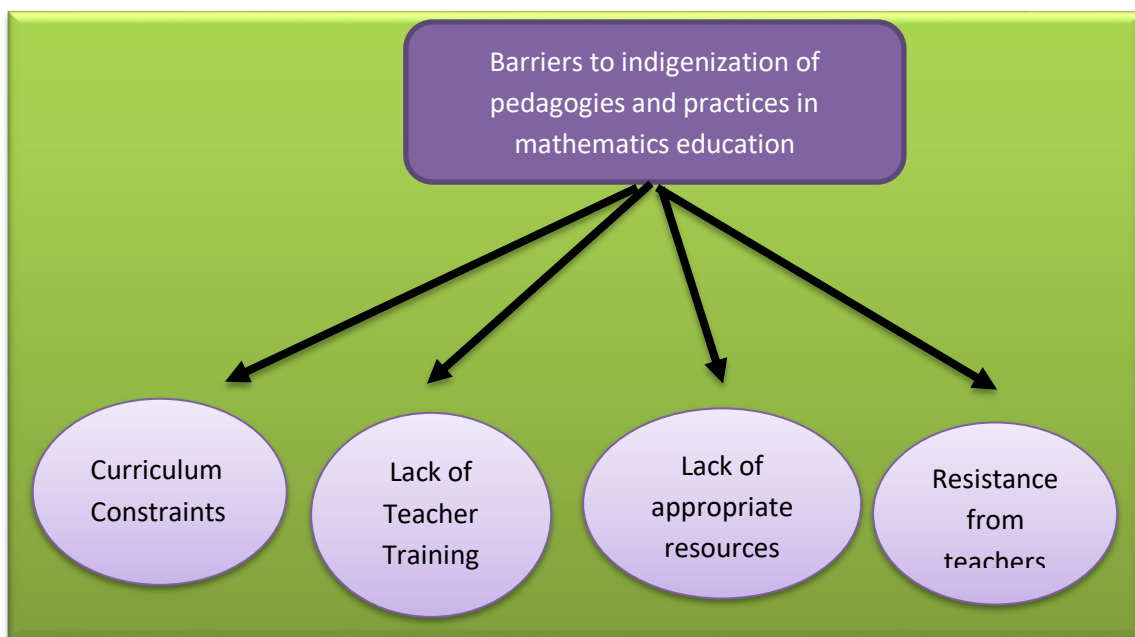 Barriers to indigenization of
pedagogies and practices in
mathematics education
Curriculum
Constraints
Lack of
Teacher
Training
Lack of
appropriate
resources
Resistance
from
teachers